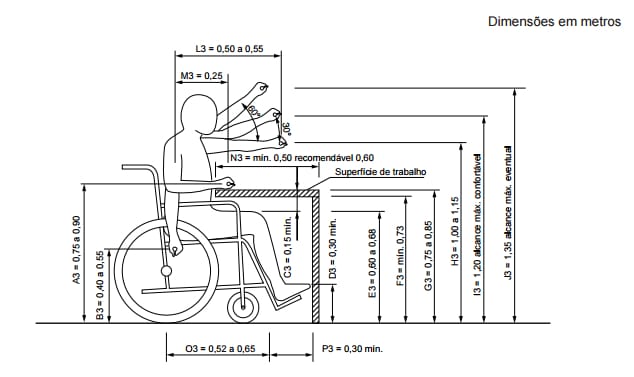 Dimensões em metros
L3 = 0,50 a 0,55
M3 = 0,25
60°
30°
N3 = mín. 0,50 recomendável 0,60
Superfície de trabalho
A3 = 0,75 a 0,90
B3 = 0,40 a 0,55
C3 = 0,15 mín.
D3 = 0,30 mín.
E3 = 0,60 a 0,68
F3 = mín. 0,73
G3 = 0,75 a 0,85
H3 = 1,00 a 1,15
I3 = 1,20 alcance máx. confortável
J3 = 1,35 alcance máx. eventual
O3 = 0,52 a 0,65
P3 = 0,30 mín.